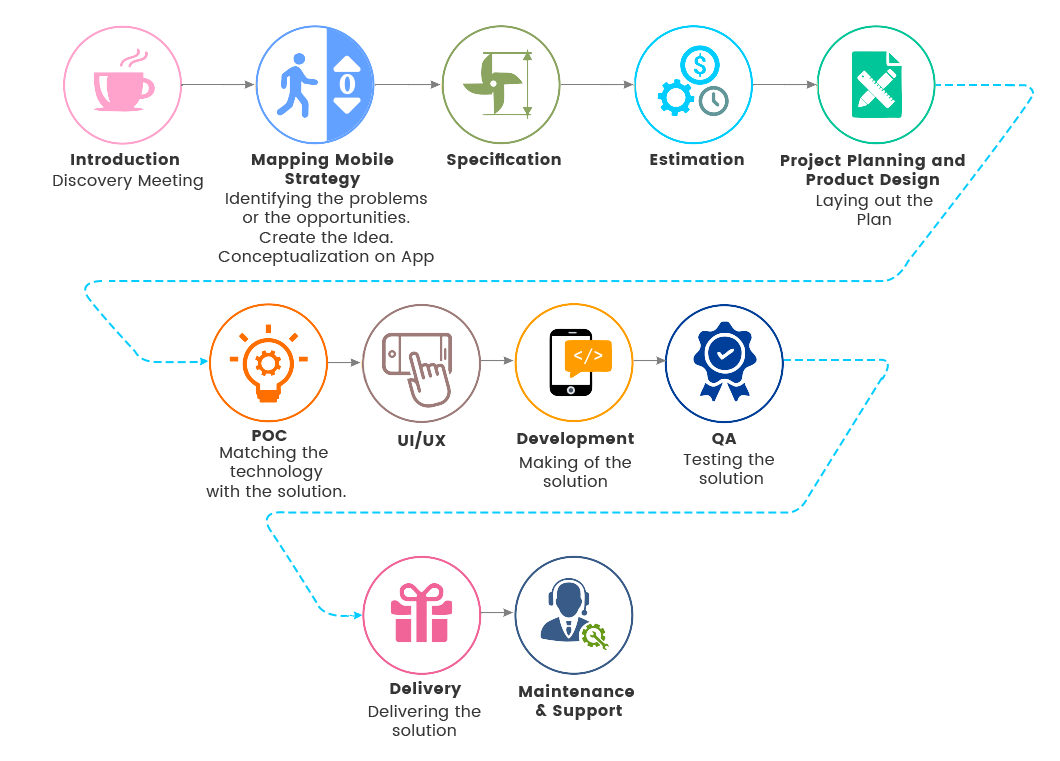 $
Introduction
Discovery Meeting
0
Mapping Mobile
Strategy
Identifying the problems
or the opportunities.
Create the Idea.
Conceptualization on App
Specification
Estimation
Project Planning and
Product Design
Laying out the
Plan
POC
Matching the
technology
with the solution.
UI/UX
</>
Development
Making of the
solution
QA
Testing the
solution
Delivery
Delivering the
solution
Maintenance
& Support